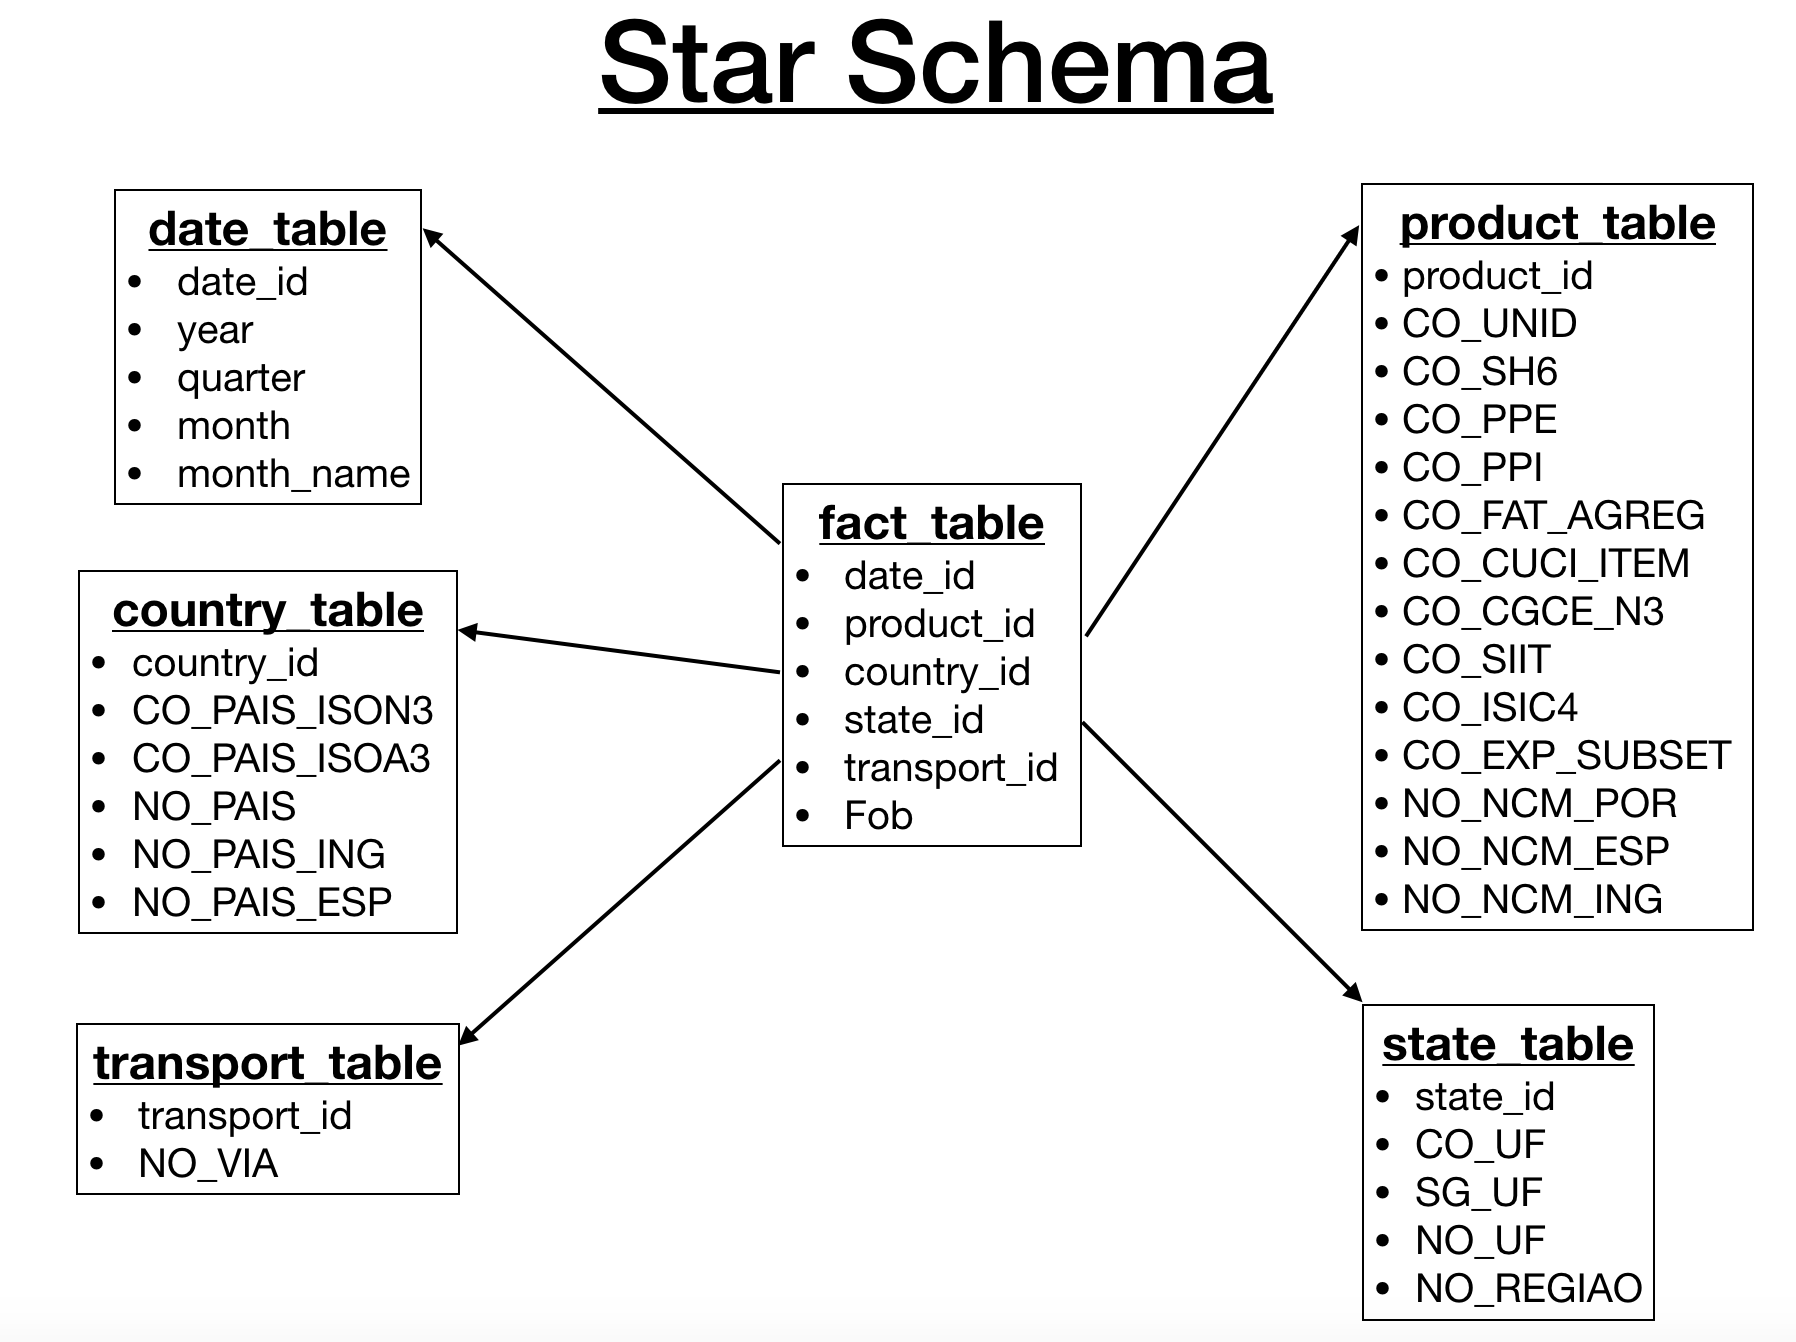 Star Schema
date_table
• date_id
• year
• quarter
• month
• month_name
country_table
• country_id
• CO_PAIS_ISON3
• CO_PAIS_ISOA3
• NO_PAIS
• NO_PAIS_ING
• NO_PAIS_ESP
transport_table
• transport_id
• NO_VIA
fact_table
• date_id
• product_id
• country_id
• state_id
• transport_id
• Fob
product_table
• product_id
• CO_UNID
• CO_SH6
• CO_PPE
• CO_PPI
• CO_FAT_AGREG
• CO_CUCI_ITEM
• CO_CGCE_N3
• CO_SIIT
• CO_ISIC4
• CO_EXP_SUBSET
• NO_NCM_POR
• NO_NCM_ESP
• NO_NCM_ING
state_table
• state_id
• CO_UF
• SG_UF
• NO_UF
• NO_REGIAO